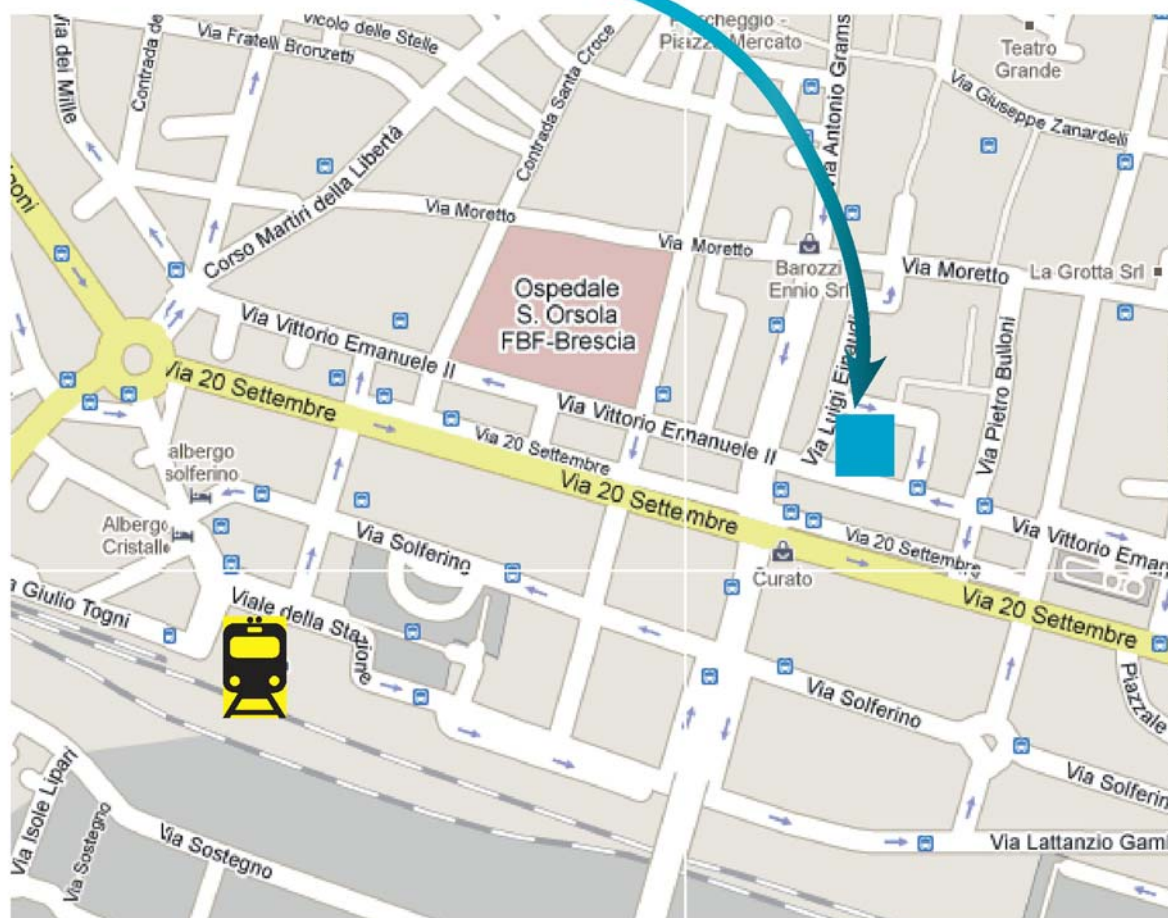 Via dei Mille
Contrada de
Via Fratelli Bronzetti
Vicolo delle Stelle
Contrada Santa Croce
Piazza Mercato
Via Antonio Grams
Teatro
Grande
Via Giuseppe Zanardelli
Corso Martiri della Libertà
Via Moretto
Via Moretto
Via Moretto
Barozzi
Ennio Srl
La Grotta Srl
Ospedale
S. Orsola
FBF-Brescia
Via Vittorio Emanuele II
Via Luigi Einaudi
Via Pietro Bulloni
Via 20 Settembre
Via Vittorio Emanuele II
Via 20 Settembre
Via 20 Settembre
albergo
solferino
Albergo
Cristallo
Via Solferino
Curato
Via 20 Settembre
Via Vittorio Eman
Via 20 Settembre
a Giulio Togni
Viale della Stazione
Via Solferino
Piazzale
Via Solferin
Via Isole Lipari
Via Sostegno
Via Sostegno
Via Lattanzio Gam